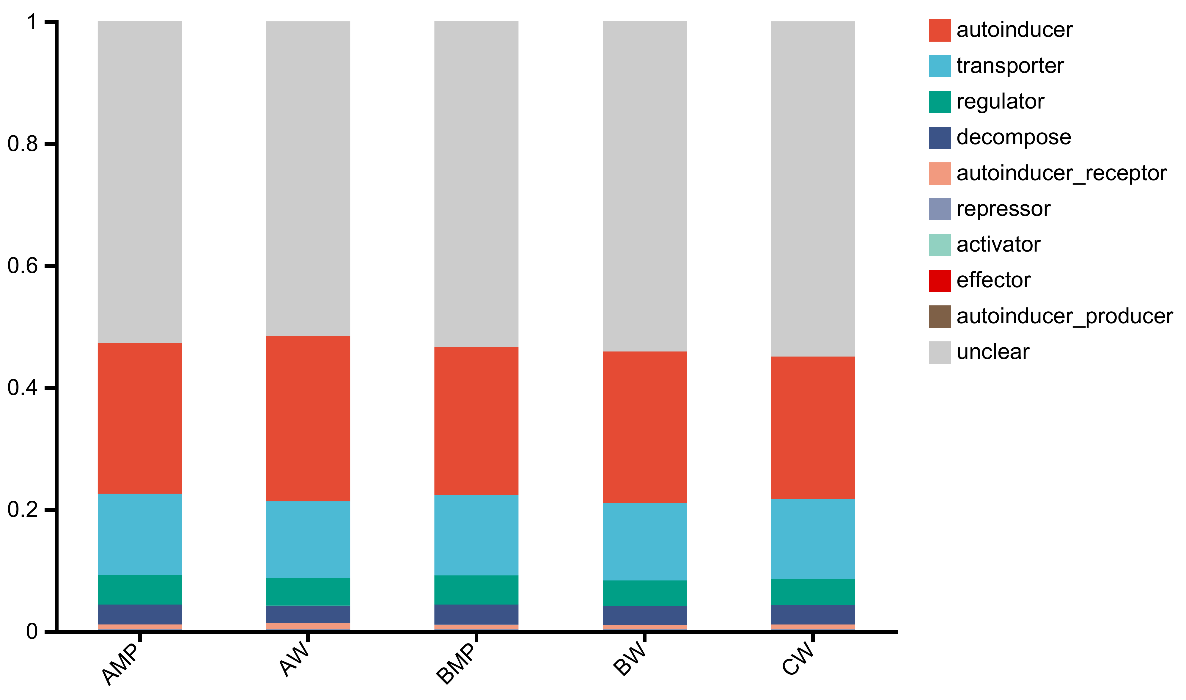 1
0.8
0.6
0.4
0.2
0
AMP
AW
BMP
BW
CW
autoinducer
transporter
regulator
decompose
autoinducer_receptor
repressor
activator
effector
autoinducer_producer
unclear